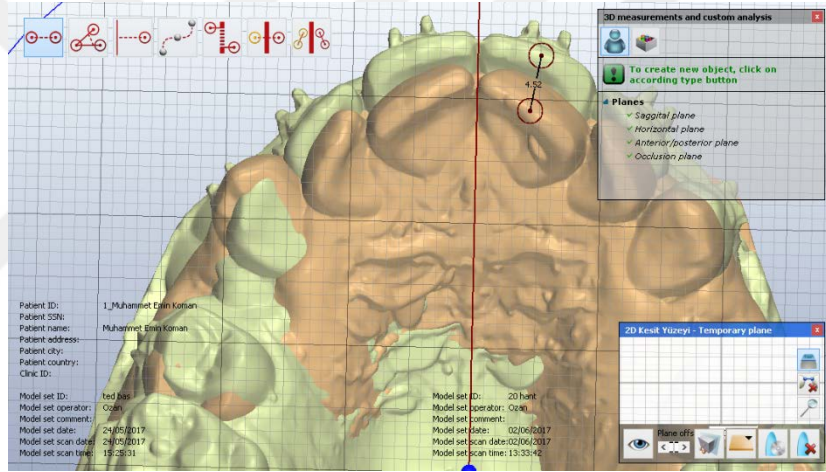 3D measurements and custom analysis
To create new object, click on
according type button
Planes
Saggital plane
Horizontal plane
Anterior/posterior plane
Occlusion plane
4.52
Patient ID: 1_Muhammet Emin Koman
Patient SSN:
Patient name: Muhammet Emin Koman
Patient address:
Patient city:
Patient country:
Clinic ID:
Model set ID: ted bas
Model set operator: Ozan
Model set comment:
Model set date: 24/05/2017
Model set scan date: 24/05/2017
Model set scan time: 15:25:31
Model set ID: 20 hant
Model set operator: Ozan
Model set comment:
Model set date: 02/06/2017
Model set scan date: 02/06/2017
Model set scan time: 13:33:42
2D Kesit Yüzeyi - Temporary plane
Plane offs